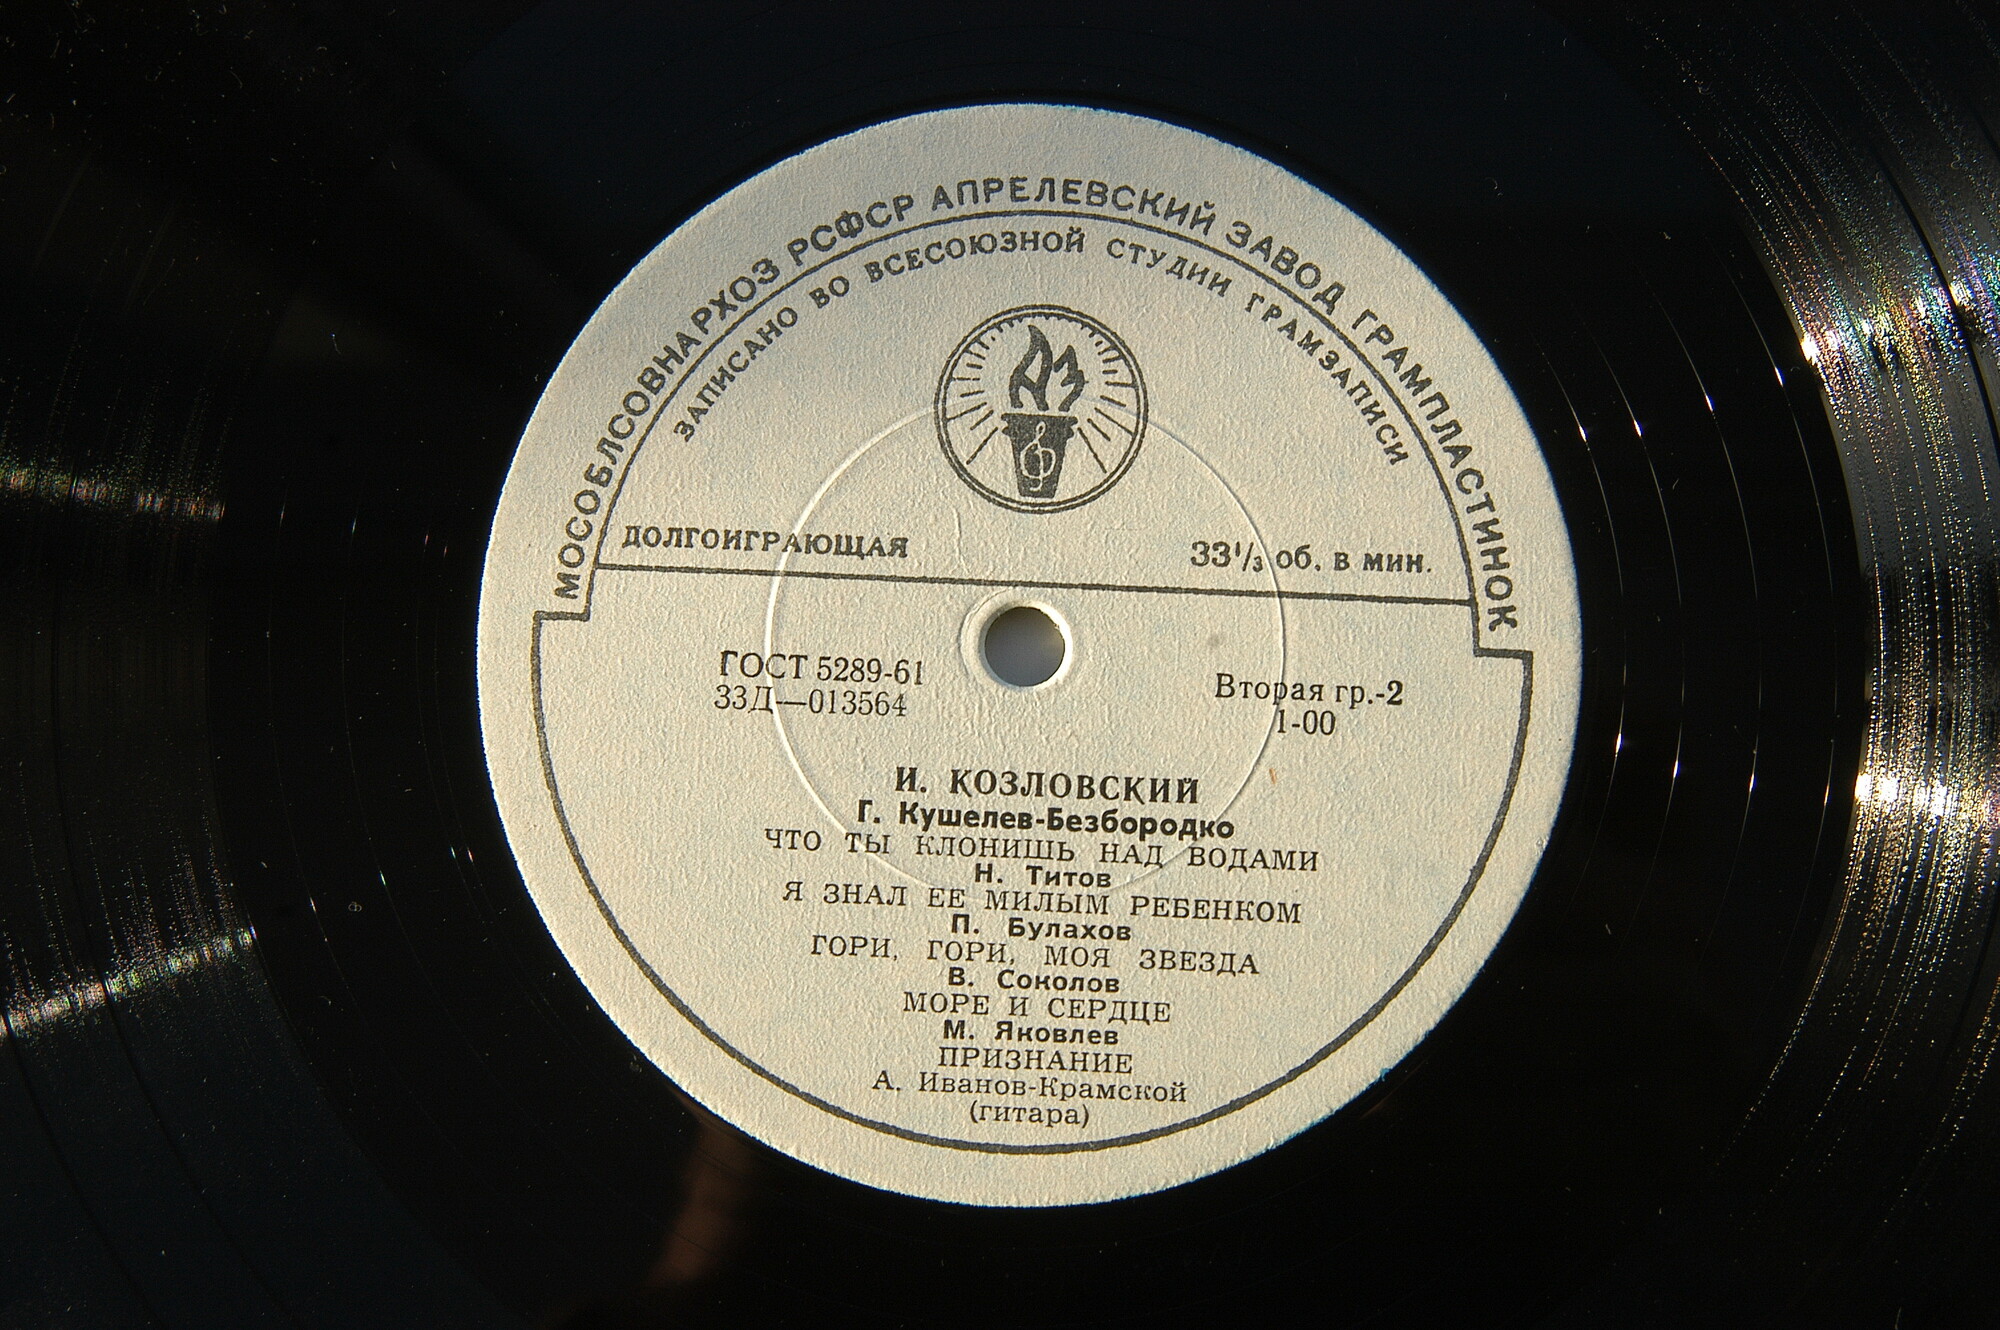 МОСОБЛСОВНАРХОЗ РСФСР АПРЕЛЕВСКИЙ ЗАВОД ГРАМПЛАСТИНОК
ЗАПИСАНО ВО ВСЕСОЮЗНОЙ СТУДИИ ГРАМЗАПИСИ
АЗ
ДОЛГОИГРАЮЩАЯ 33⅓ об. в мин.
ГОСТ 5289-61 Вторая гр.-2
33Д—013564 1-00
И. КОЗЛОВСКИЙ
Г. Кушелев-Безбородко
ЧТО ТЫ КЛОНИШЬ НАД ВОДАМИ
Н. Титов
Я ЗНАЛ ЕЕ МИЛЫМ РЕБЕНКОМ
П. Булахов
ГОРИ, ГОРИ, МОЯ ЗВЕЗДА
В. Соколов
МОРЕ И СЕРДЦЕ
М. Яковлев
ПРИЗНАНИЕ
А. Иванов-Крамской
(гитара)